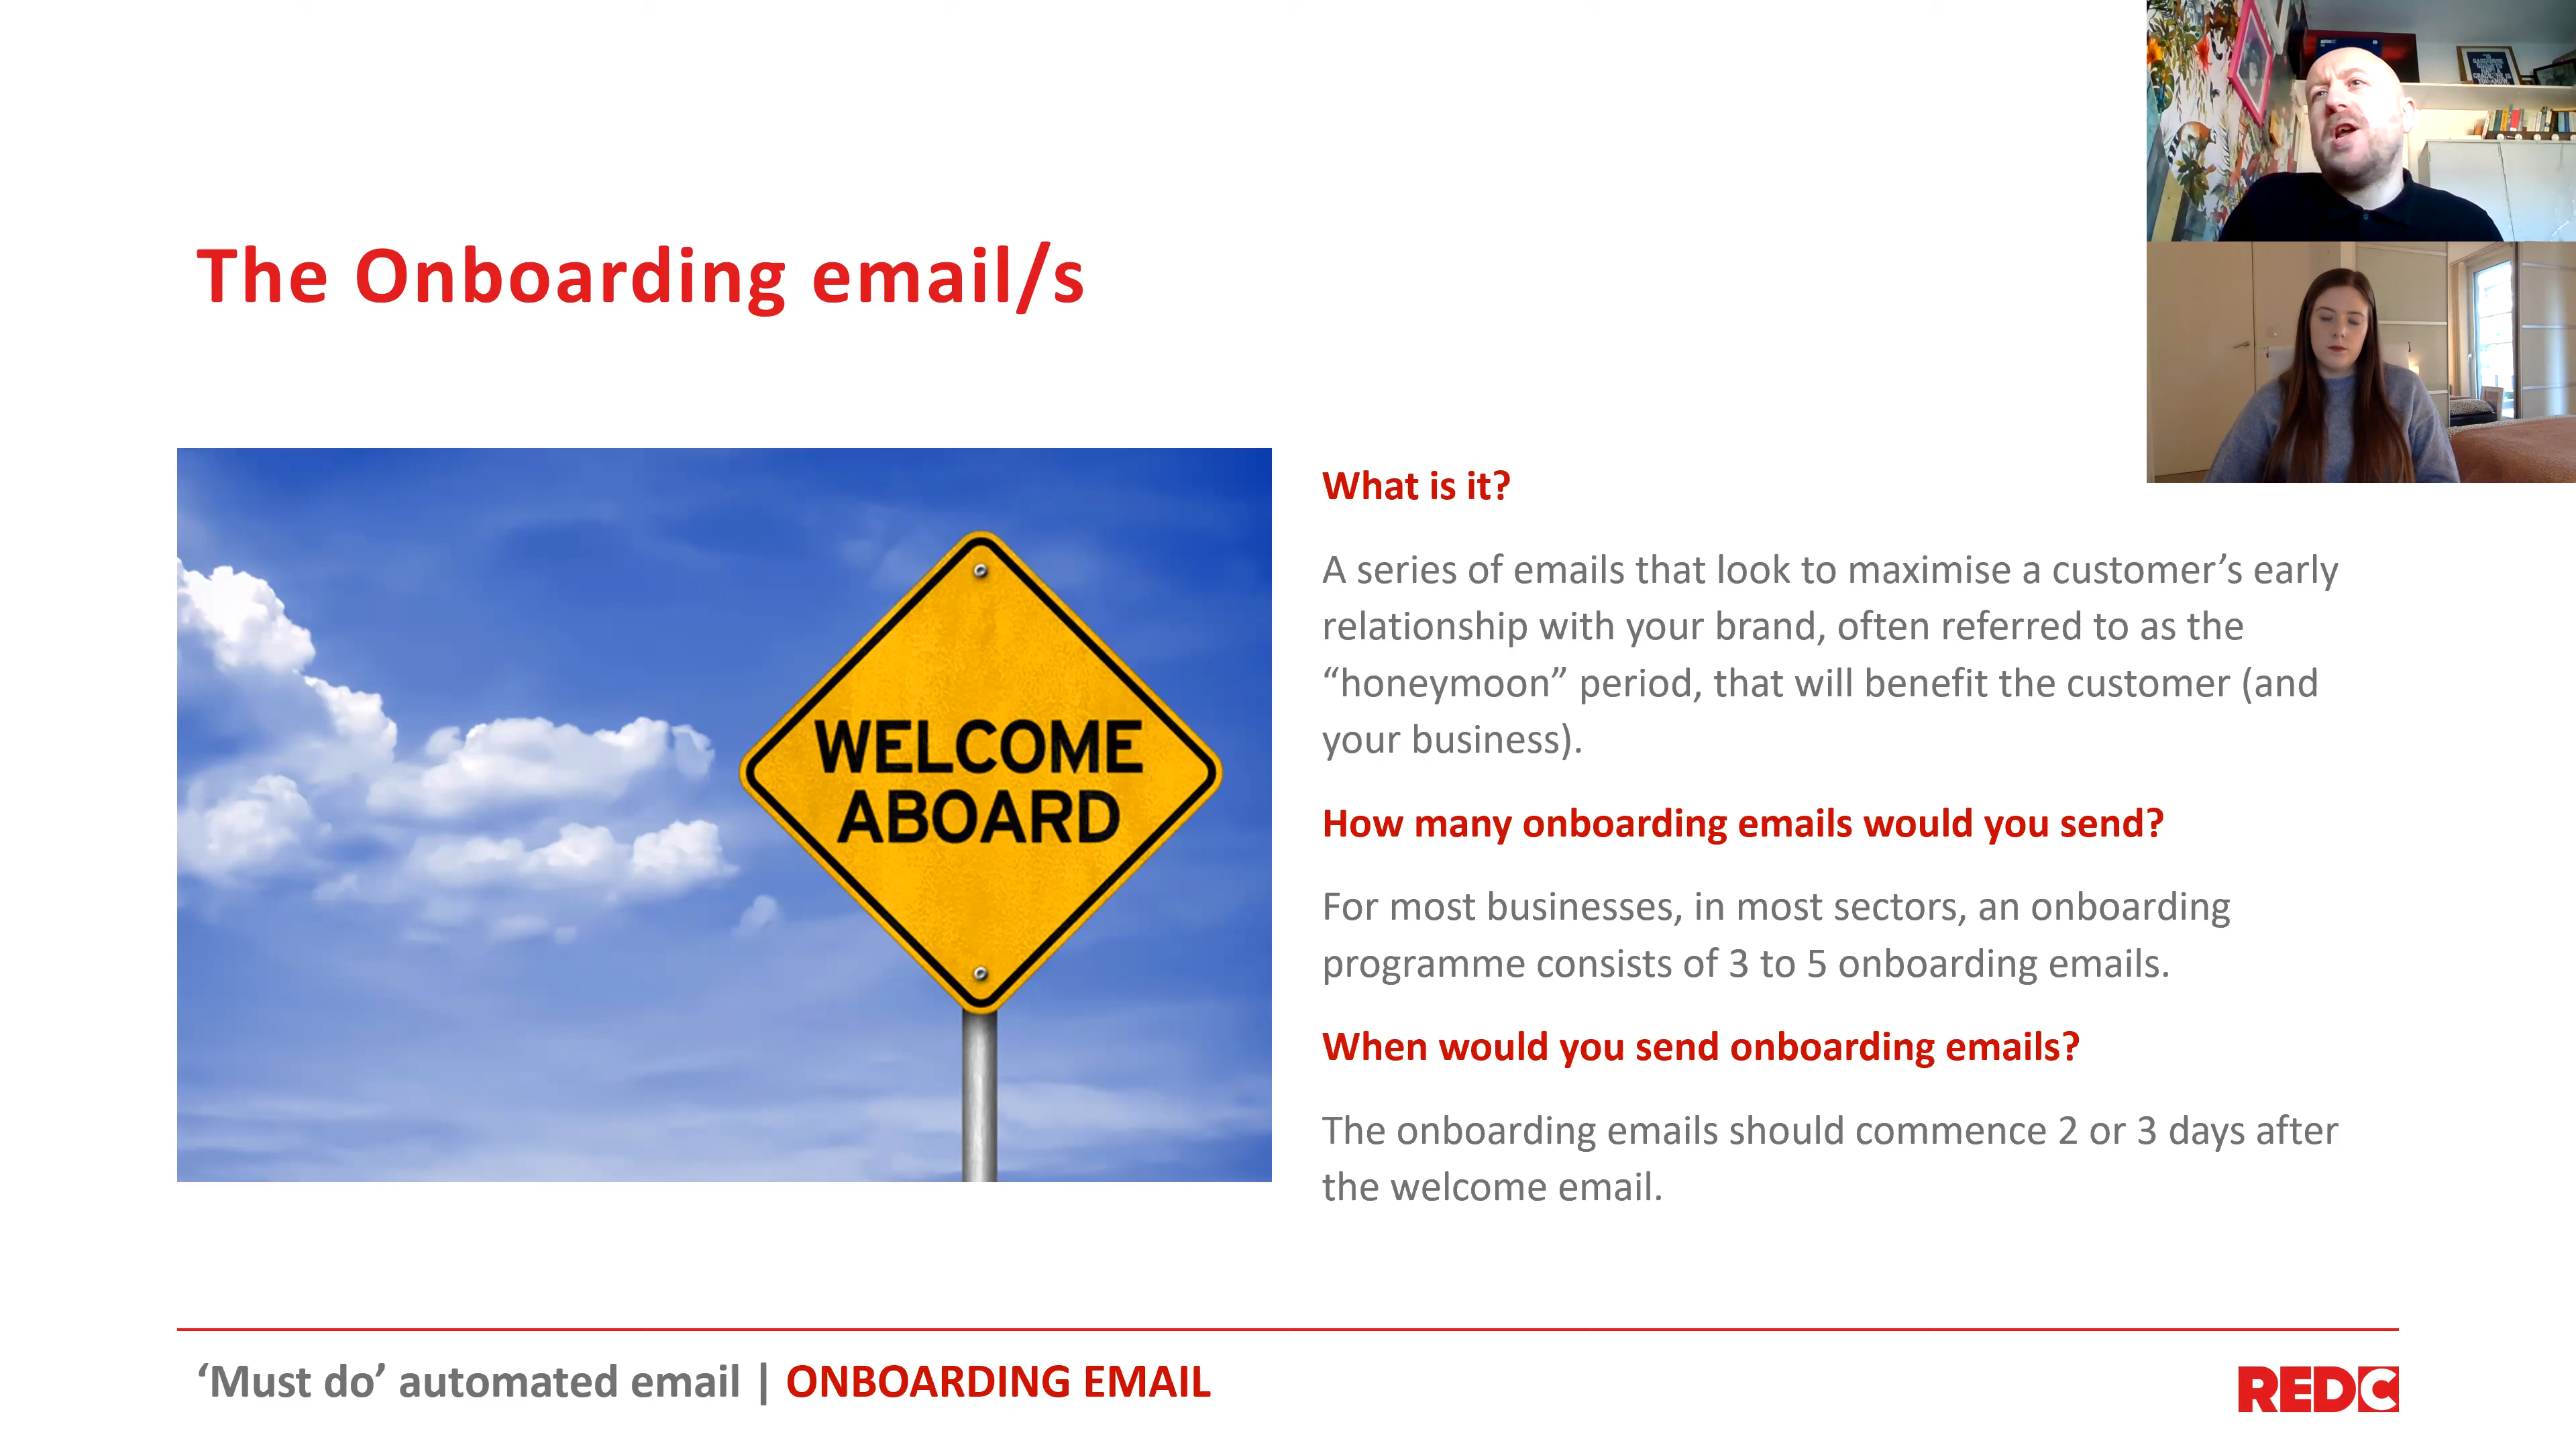 The Onboarding email/s
WELCOME
ABOARD
What is it?
A series of emails that look to maximise a customer’s early
relationship with your brand, often referred to as the
“honeymoon” period, that will benefit the customer (and
your business).
How many onboarding emails would you send?
For most businesses, in most sectors, an onboarding
programme consists of 3 to 5 onboarding emails.
When would you send onboarding emails?
The onboarding emails should commence 2 or 3 days after
the welcome email.
‘Must do’ automated email | ONBOARDING EMAIL
REDC